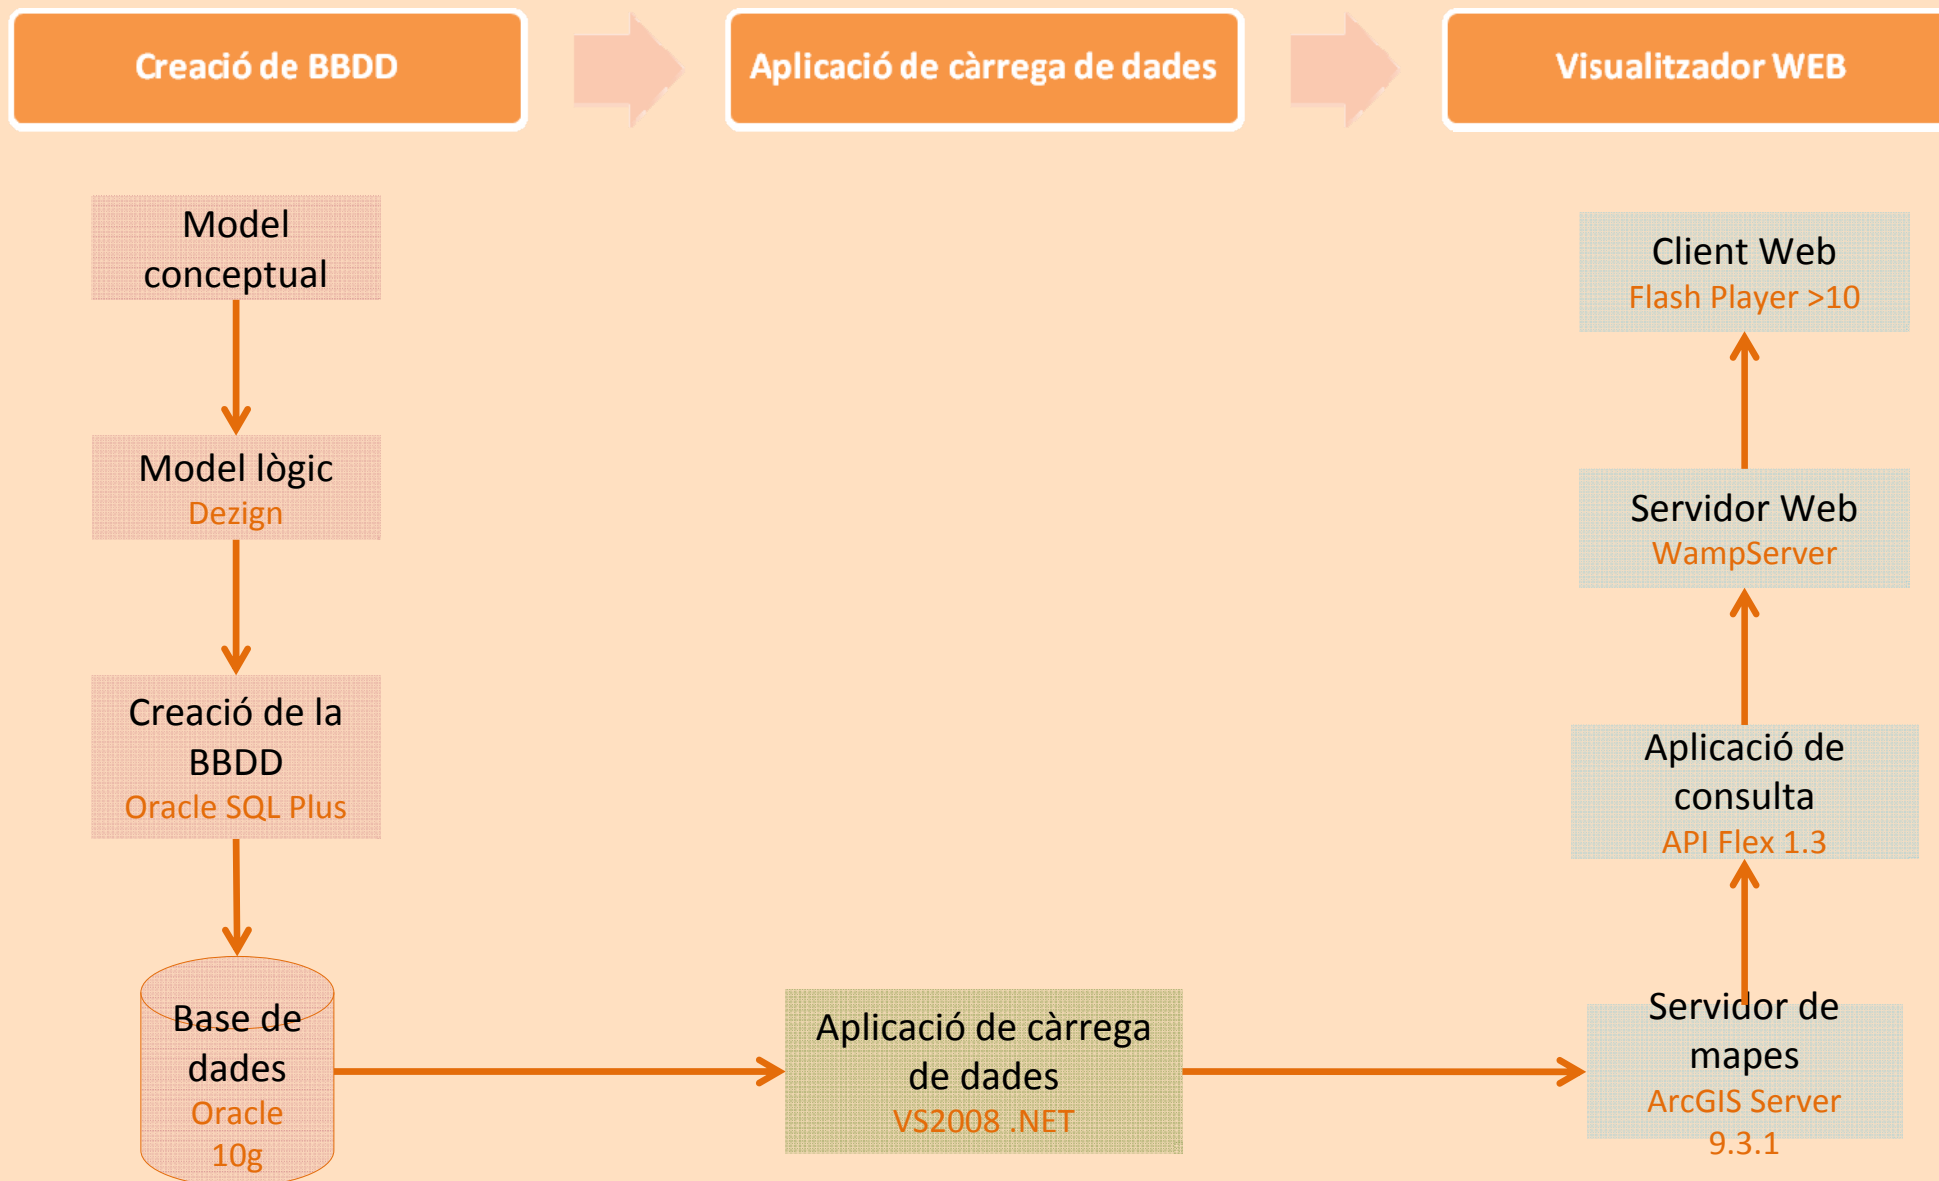 Creació de BBDD
Aplicació de càrrega de dades
Visualitzador WEB
Model
conceptual
Model lògic
Dezign
Creació de la
BBDD
Oracle SQL Plus
Base de
dades
Oracle
10g
Aplicació de càrrega
de dades
VS2008 .NET
Client Web
Flash Player >10
Servidor Web
WampServer
Aplicació de
consulta
API Flex 1.3
Servidor de
mapes
ArcGIS Server
9.3.1